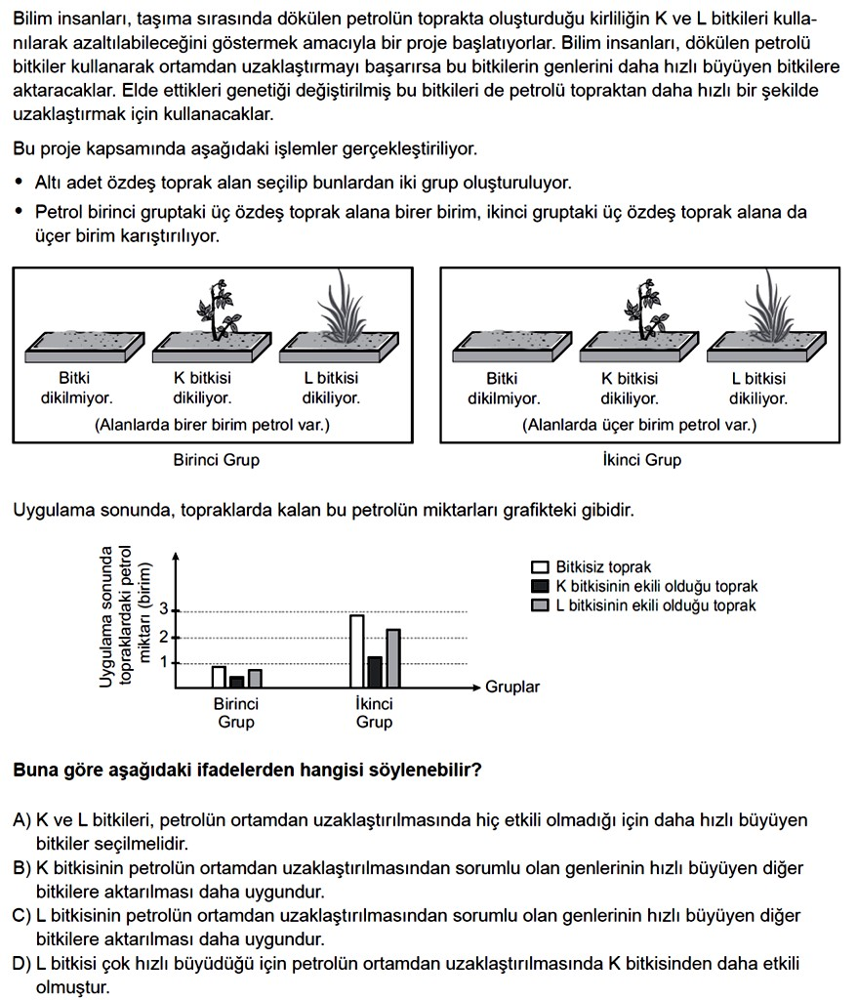 Bilim insanları, taşıma sırasında dökülen petrolün toprakta oluşturduğu kirliliğin K ve L bitkileri kulla-
nılarak azaltılabileceğini göstermek amacıyla bir proje başlatıyorlar. Bilim insanları, dökülen petrolü
bitkiler kullanarak ortamdan uzaklaştırmayı başarırsa bu bitkilerin genlerini daha hızlı büyüyen bitkilere
aktaracaklar. Elde ettikleri genetiği değiştirilmiş bu bitkileri de petrolü topraktan daha hızlı bir şekilde
uzaklaştırmak için kullanacaklar.
Bu proje kapsamında aşağıdaki işlemler gerçekleştiriliyor.
• Altı adet özdeş toprak alan seçilip bunlardan iki grup oluşturuluyor.
• Petrol birinci gruptaki üç özdeş toprak alana birer birim, ikinci gruptaki üç özdeş toprak alana da
üçer birim karıştırılıyor.
Bitki
dikilmiyor.
K bitkisi
dikiliyor.
L bitkisi
dikiliyor.
(Alanlarda birer birim petrol var.)
Birinci Grup
Bitki
dikilmiyor.
K bitkisi
dikiliyor.
L bitkisi
dikiliyor.
(Alanlarda üçer birim petrol var.)
İkinci Grup
Uygulama sonunda, topraklarda kalan bu petrolün miktarları grafikteki gibidir.
Uygulama sonunda
topraklardaki petrol
miktarı (birim)
3
2
1
Birinci
Grup
İkinci
Grup
Gruplar
Bitkisiz toprak
K bitkisinin ekili olduğu toprak
L bitkisinin ekili olduğu toprak
Buna göre aşağıdaki ifadelerden hangisi söylenebilir?
A) K ve L bitkileri, petrolün ortamdan uzaklaştırılmasında hiç etkili olmadığı için daha hızlı büyüyen
bitkiler seçilmelidir.
B) K bitkisinin petrolün ortamdan uzaklaştırılmasından sorumlu olan genlerinin hızlı büyüyen diğer
bitkilere aktarılması daha uygundur.
C) L bitkisinin petrolün ortamdan uzaklaştırılmasından sorumlu olan genlerinin hızlı büyüyen diğer
bitkilere aktarılması daha uygundur.
D) L bitkisi çok hızlı büyüdüğü için petrolün ortamdan uzaklaştırılmasında K bitkisinden daha etkili
olmuştur.